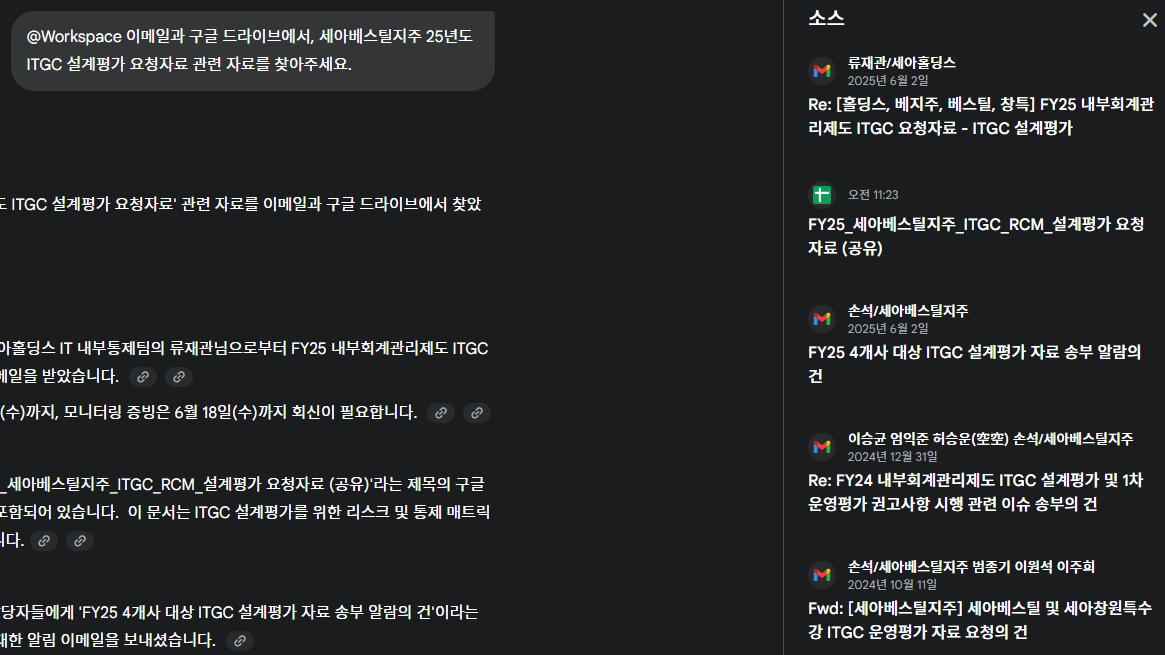 @Workspace 이메일과 구글 드라이브에서, 세아베스틸지주 25년도
ITGC 설계평가 요청자료 관련 자료를 찾아주세요.
도 ITGC 설계평가 요청자료' 관련 자료를 이메일과 구글 드라이브에서 찾았
아홀딩스 IT 내부통제팀의 류재관님으로부터 FY25 내부회계관리제도 ITGC
메일을 받았습니다.
(수)까지, 모니터링 증빙은 6월 18일(수)까지 회신이 필요합니다.
_세아베스틸지주_ITGC_RCM_설계평가 요청자료 (공유)'라는 제목의 구글
포함되어 있습니다. 이 문서는 ITGC 설계평가를 위한 리스크 및 통제 매트릭
니다.
당자들에게 'FY25 4개사 대상 ITGC 설계평가 자료 송부 알람의 건'이라는
대한 알림 이메일을 보내셨습니다.
소스
류재관/세아홀딩스
2025년 6월 2일
Re: [홀딩스, 베지주, 베스틸, 창특] FY25 내부회계관
리제도 ITGC 요청자료 - ITGC 설계평가
오전 11:23
FY25_세아베스틸지주_ITGC_RCM_설계평가 요청
자료 (공유)
손석/세아베스틸지주
2025년 6월 2일
FY25 4개사 대상 ITGC 설계평가 자료 송부 알람의
건
이승균 엄익준 허승운(空空) 손석/세아베스틸지주
2024년 12월 31일
Re: FY24 내부회계관리제도 ITGC 설계평가 및 1차
운영평가 권고사항 시행 관련 이슈 송부의 건
손석/세아베스틸지주 범종기 이원석 이주희
2024년 10월 11일
Fwd: [세아베스틸지주] 세아베스틸 및 세아창원특수
강 ITGC 운영평가 자료 요청의 건